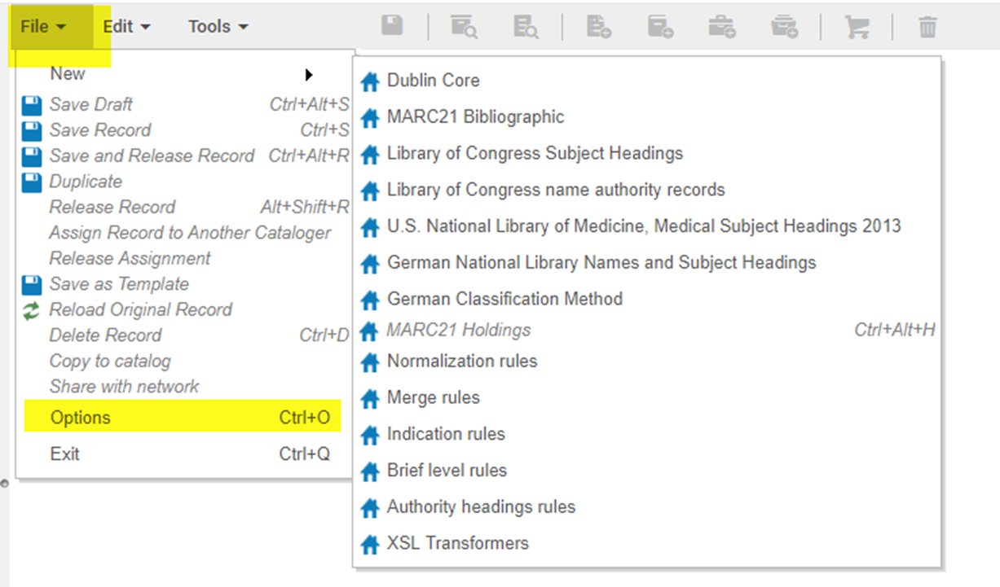 File Edit Tools
New
Save Draft Ctrl+Alt+S
Save Record Ctrl+S
Save and Release Record Ctrl+Alt+R
Duplicate
Release Record Alt+Shift+R
Assign Record to Another Cataloger
Release Assignment
Save as Template
Reload Original Record
Delete Record Ctrl+D
Copy to catalog
Share with network
Options Ctrl+O
Exit Ctrl+Q
Dublin Core
MARC21 Bibliographic
Library of Congress Subject Headings
Library of Congress name authority records
U.S. National Library of Medicine, Medical Subject Headings 2013
German National Library Names and Subject Headings
German Classification Method
MARC21 Holdings Ctrl+Alt+H
Normalization rules
Merge rules
Indication rules
Brief level rules
Authority headings rules
XSL Transformers